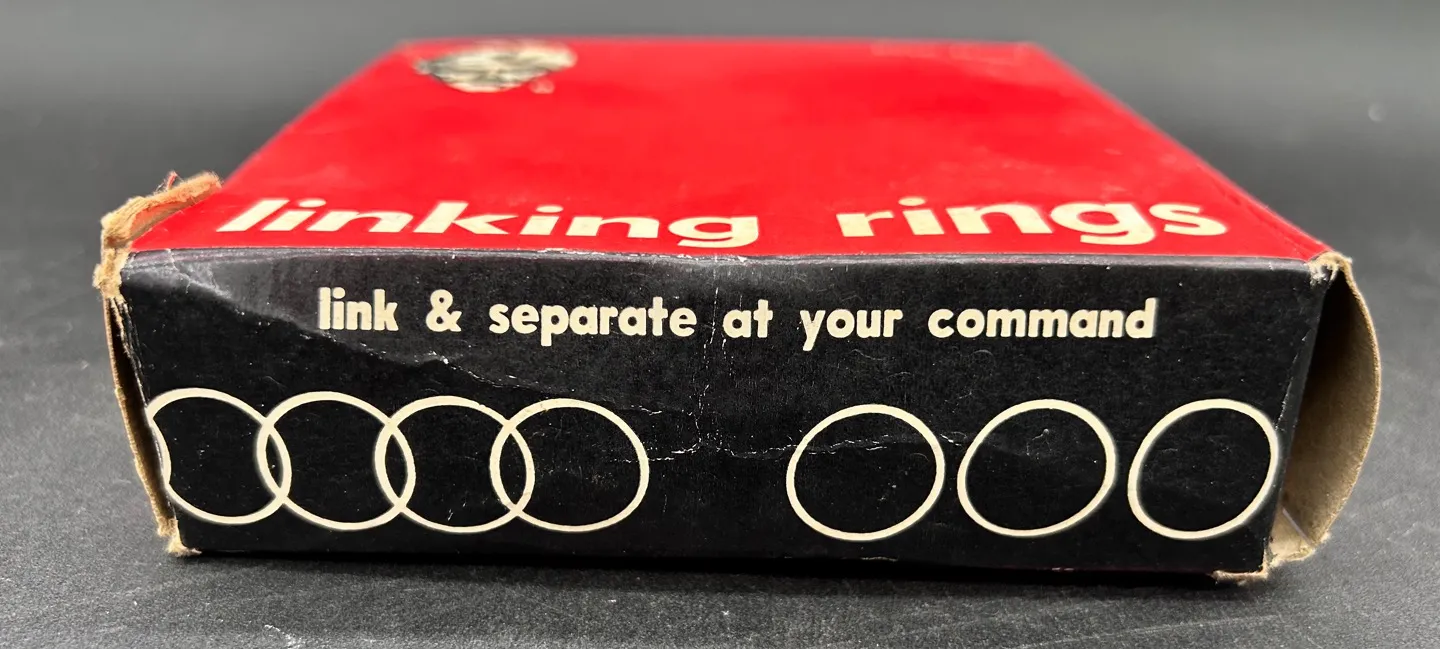 linking rings
link & separate at your command